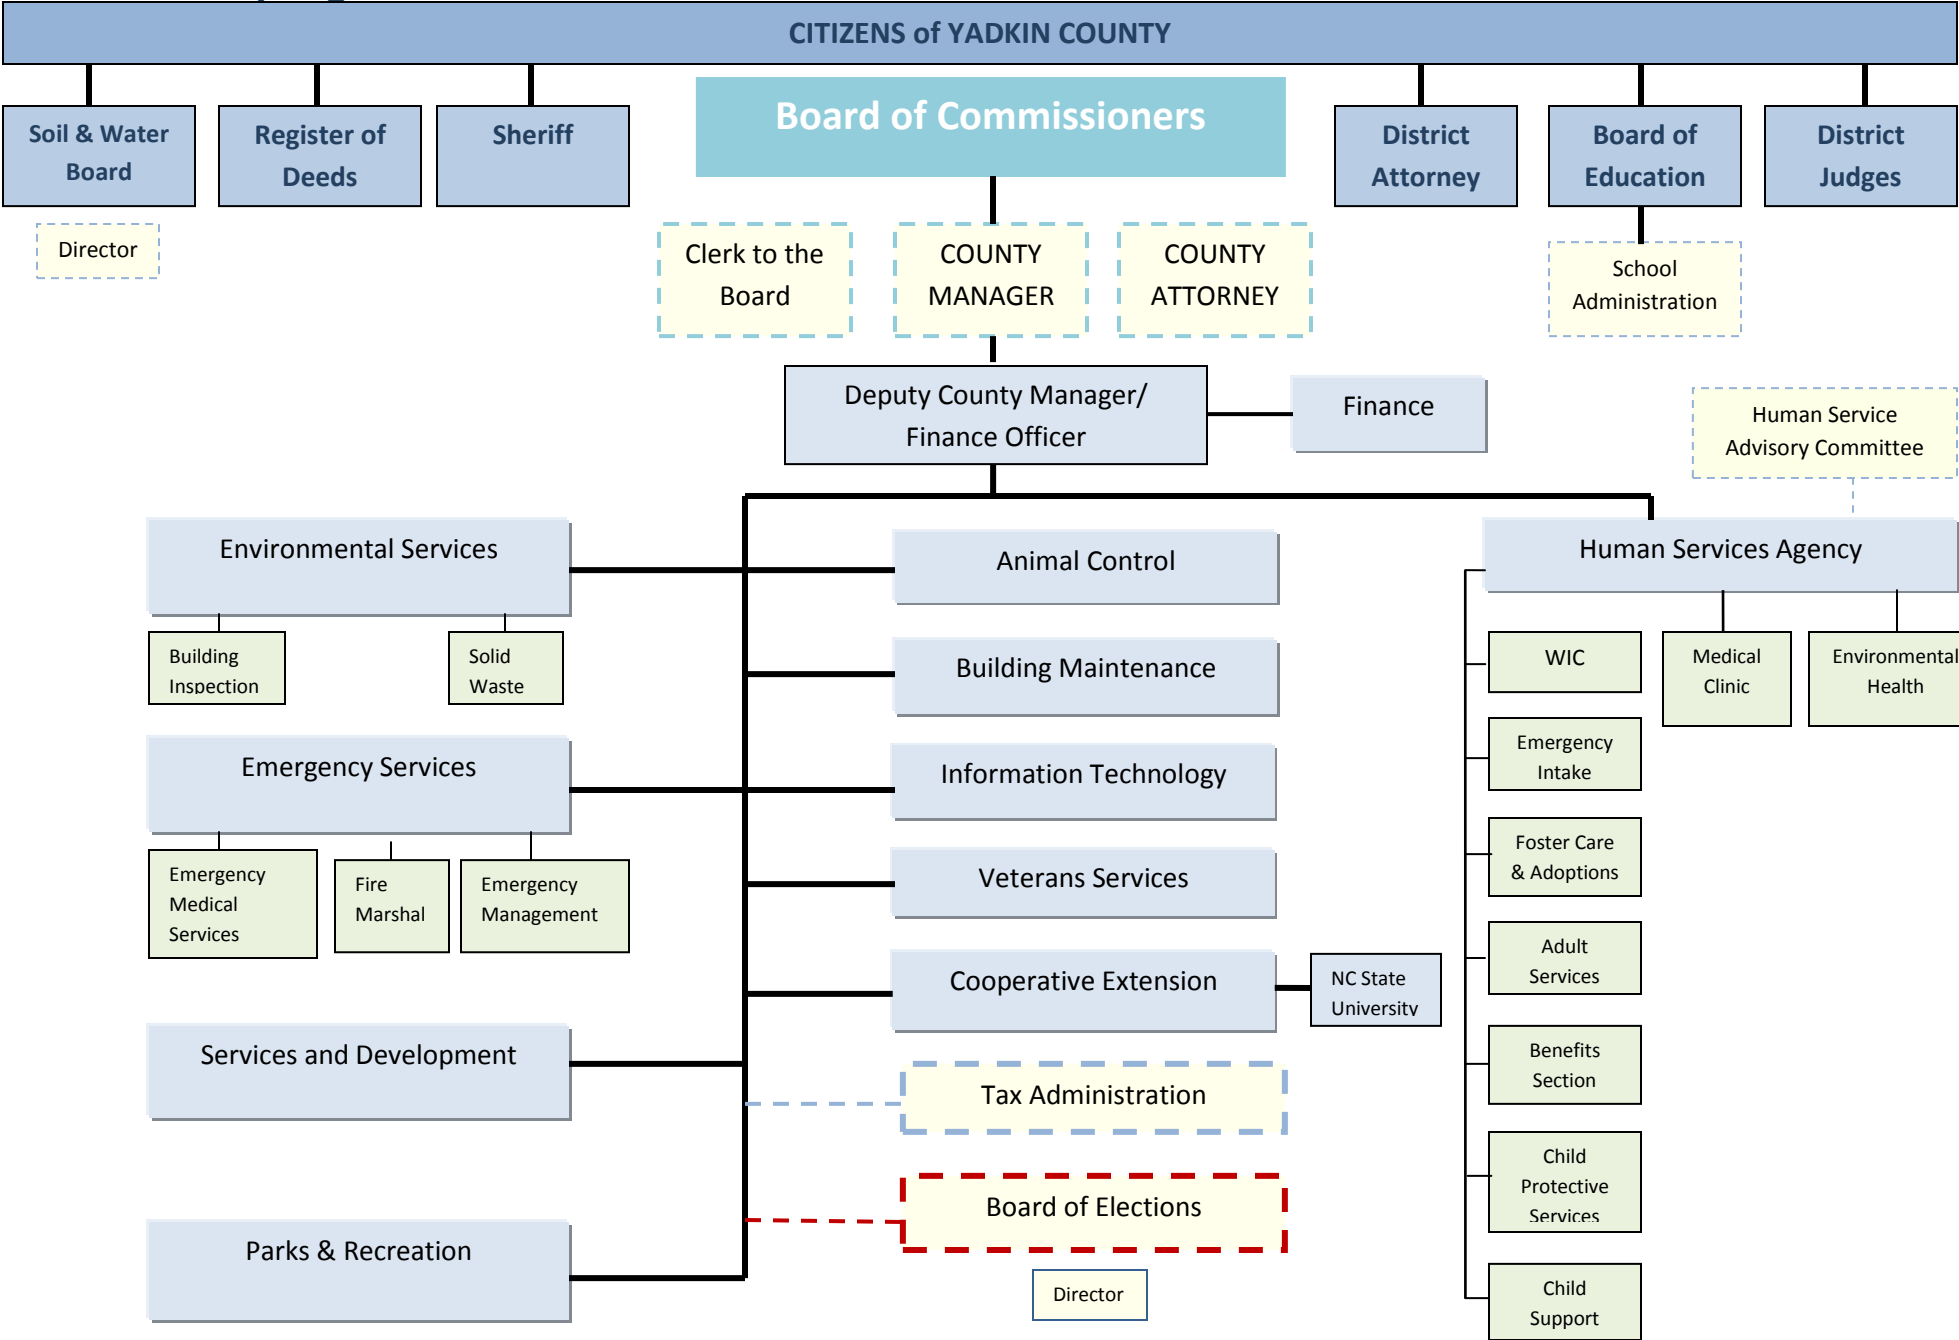 CITIZENS of YADKIN COUNTY
Soil & Water
Board
Register of
Deeds
Sheriff
Board of Commissioners
District
Attorney
Board of
Education
District
Judges
Director
Clerk to the
Board
COUNTY
MANAGER
COUNTY
ATTORNEY
School
Administration
Deputy County Manager/
Finance Officer
Finance
Human Service
Advisory Committee
Environmental Services
Building
Inspection
Solid
Waste
Emergency Services
Emergency
Medical
Services
Fire
Marshal
Emergency
Management
Services and Development
Parks & Recreation
Animal Control
Building Maintenance
Information Technology
Veterans Services
Cooperative Extension
NC State
University
Tax Administration
Board of Elections
Director
Human Services Agency
WIC
Medical
Clinic
Environmental
Health
Emergency
Intake
Foster Care
& Adoptions
Adult
Services
Benefits
Section
Child
Protective
Services
Child
Support